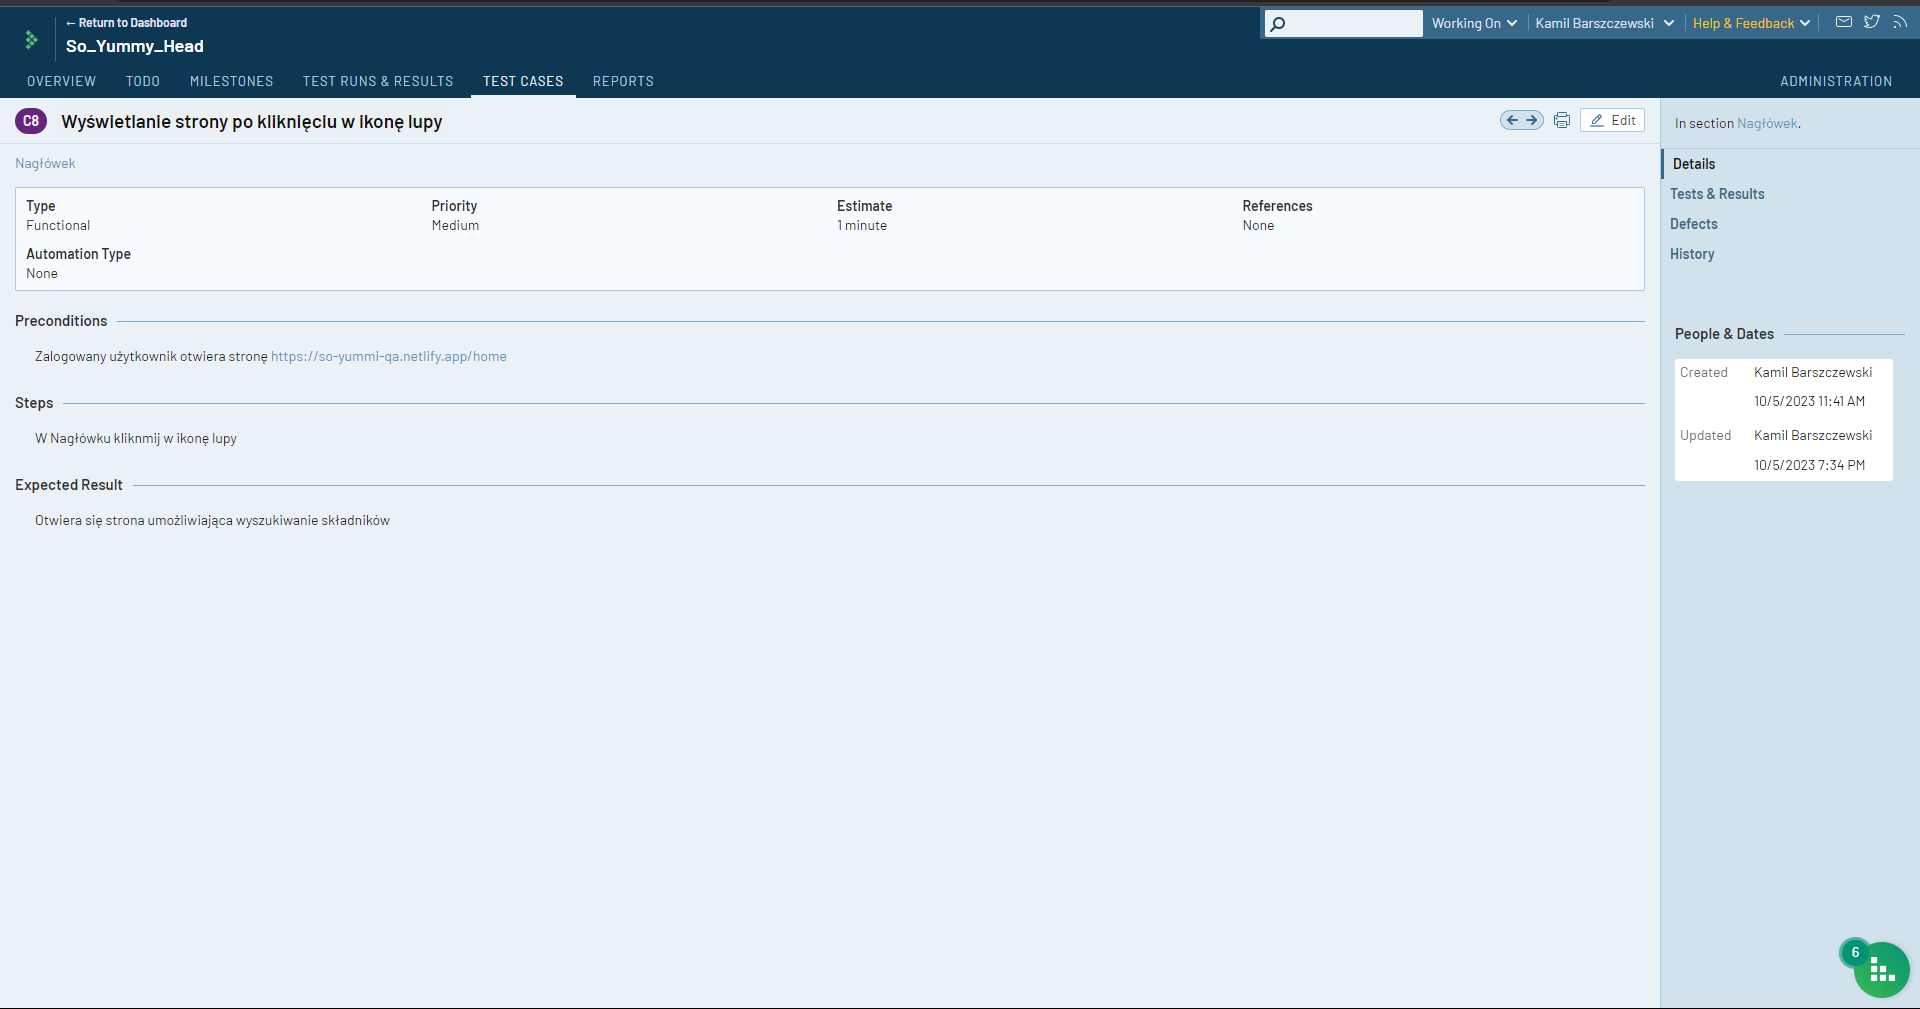 ← Return to Dashboard
So_Yummy_Head
Working On
Kamil Barszczewski
Help & Feedback
OVERVIEW
TODO
MILESTONES
TEST RUNS & RESULTS
TEST CASES
REPORTS
ADMINISTRATION
C8
Wyświetlanie strony po kliknięciu w ikonę lupy
Edit
Nagłówek
Type
Functional
Priority
Medium
Estimate
1 minute
References
None
Automation Type
None
Preconditions
Zalogowany użytkownik otwiera stronę https://so-yummi-qa.netlify.app/home
Steps
W Nagłówku kliknmij w ikonę lupy
Expected Result
Otwiera się strona umożliwiająca wyszukiwanie składników
In section Nagłówek.
Details
Tests & Results
Defects
History
People & Dates
Created Kamil Barszczewski
10/5/2023 11:41 AM
Updated Kamil Barszczewski
10/5/2023 7:34 PM
6